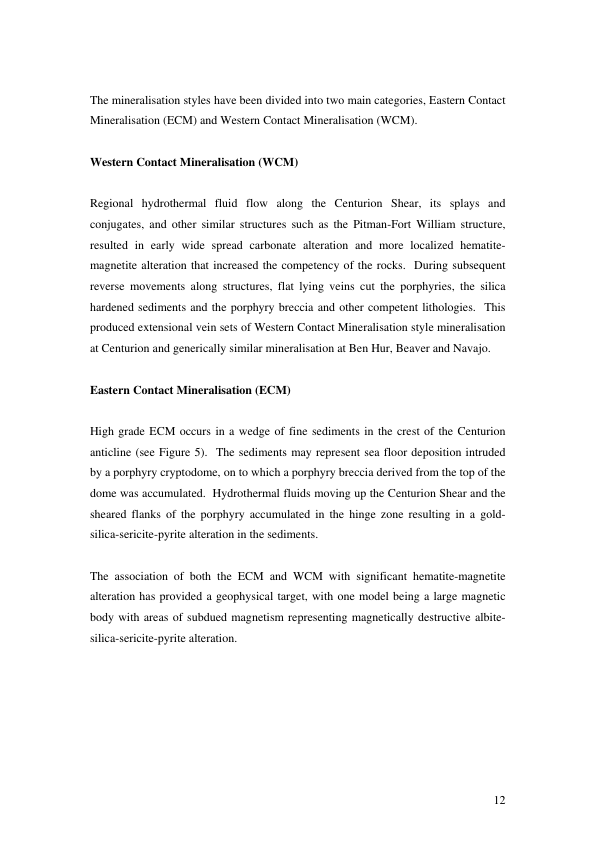 The mineralisation styles have been divided into two main categories, Eastern Contact
Mineralisation (ECM) and Western Contact Mineralisation (WCM).
Western Contact Mineralisation (WCM)
Regional hydrothermal fluid flow along the Centurion Shear, its splays and
conjugates, and other similar structures such as the Pitman-Fort William structure,
resulted in early wide spread carbonate alteration and more localized hematite-
magnetite alteration that increased the competency of the rocks.  During subsequent
reverse movements along structures, flat lying veins cut the porphyries, the silica
hardened sediments and the porphyry breccia and other competent lithologies.  This
produced extensional vein sets of Western Contact Mineralisation style mineralisation
at Centurion and generically similar mineralisation at Ben Hur, Beaver and Navajo.
Eastern Contact Mineralisation (ECM)
High grade ECM occurs in a wedge of fine sediments in the crest of the Centurion
anticline (see Figure 5).  The sediments may represent sea floor deposition intruded
by a porphyry cryptodome, on to which a porphyry breccia derived from the top of the
dome was accumulated.  Hydrothermal fluids moving up the Centurion Shear and the
sheared flanks of the porphyry accumulated in the hinge zone resulting in a gold-
silica-sericite-pyrite alteration in the sediments.
The association of both the ECM and WCM with significant hematite-magnetite
alteration has provided a geophysical target, with one model being a large magnetic
body with areas of subdued magnetism representing magnetically destructive albite-
silica-sericite-pyrite alteration.
12